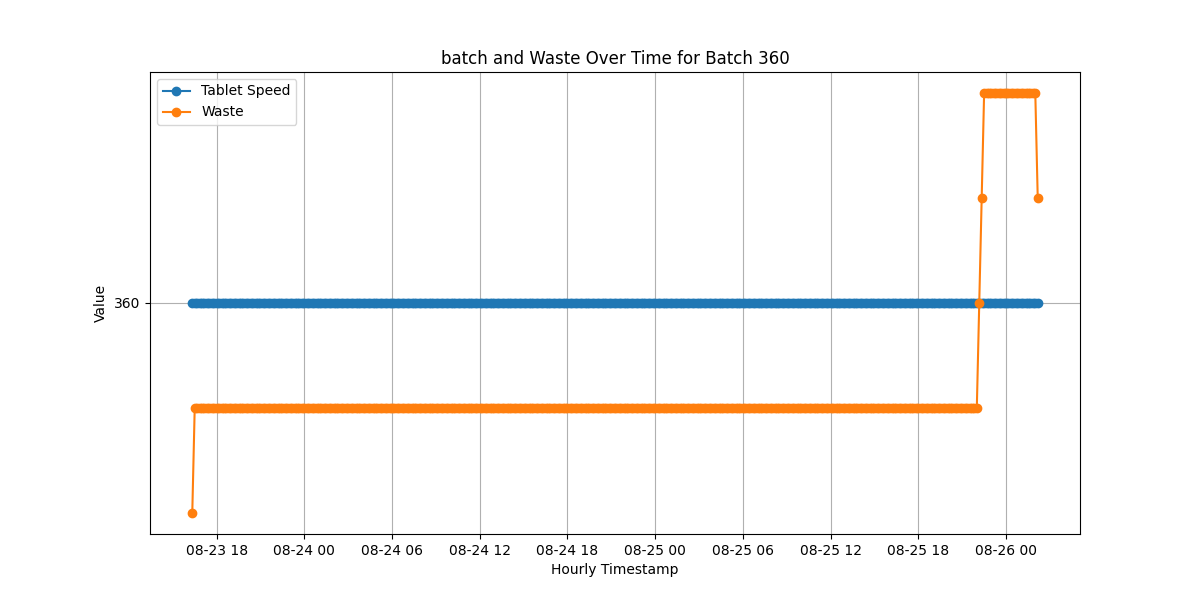 batch and Waste Over Time for Batch 360
Tablet Speed
Waste
Value
360
08-23 18 08-24 00 08-24 06 08-24 12 08-24 18 08-25 00 08-25 06 08-25 12 08-25 18 08-26 00
Hourly Timestamp